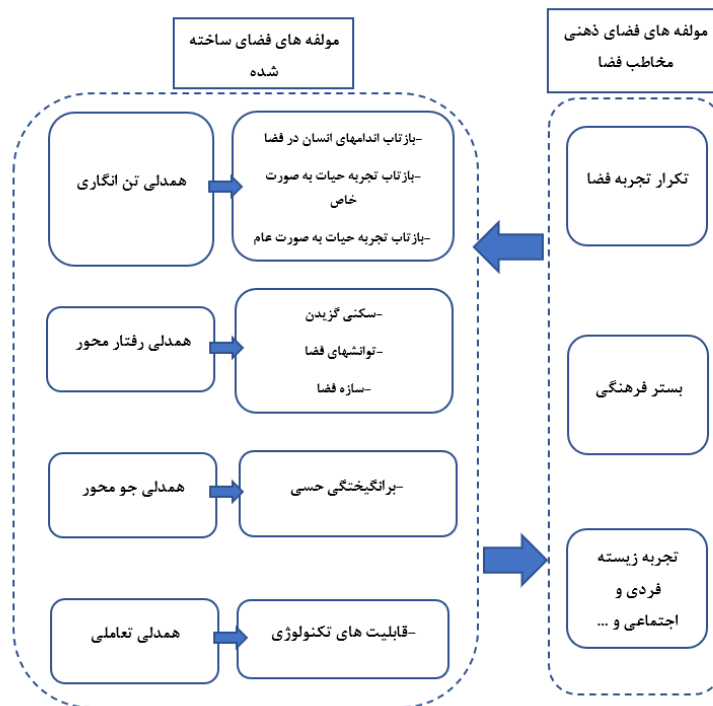 مولفه های فضای ذهنی
مخاطب فضا
تکرار تجربه فضا
بستر فرهنگی
تجربه زیسته
فردی و
اجتماعی و ...
مولفه های فضای ساخته
شده
همدلی تن انگاری
-بازتاب اندامهای انسان در فضا
-بازتاب تجربه حیات به صورت
خاص
-بازتاب تجربه حیات به صورت عام
همدلی رفتار محور
-سکنی گزیدن
-توانشهای فضا
-سازه فضا
همدلی جو محور
-برانگیختگی حسی
همدلی تعاملی
-قابلیت های تکنولوژی